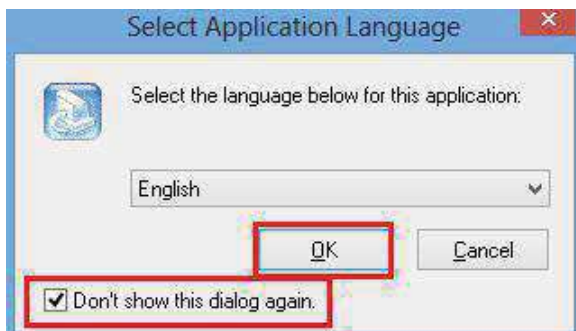 Select Application Language
Select the language below for this application:
English
OK
Cancel
Don't show this dialog again.